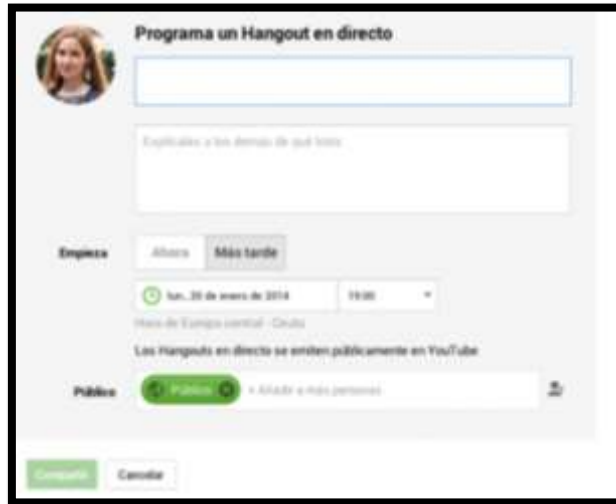 Programa un Hangout en directo
Explícales a los demás de qué trata
Empieza
Ahora
Más tarde
lun., 20 de enero de 2014
19:00
Hora de Europa central - Ceuta
Los Hangouts en directo se emiten públicamente en YouTube
Público
Público
+ Añadir a más personas
Compartir
Cancelar